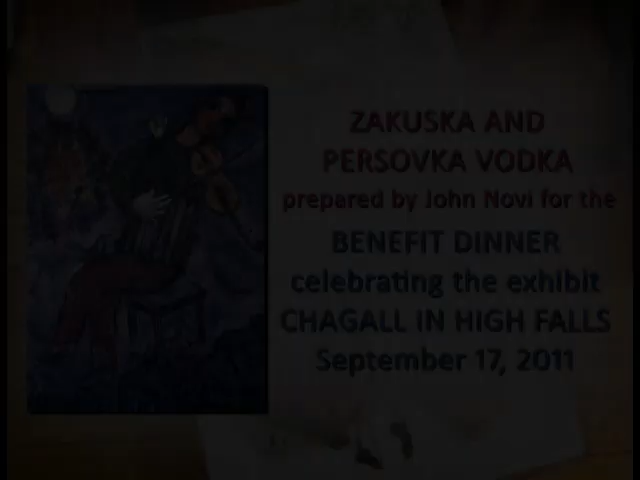 ZAKUSKA AND
PERSOVKA VODKA
prepared by John Novi for the
BENEFIT DINNER
celebrating the exhibit
CHAGALL IN HIGH FALLS
September 17, 2011